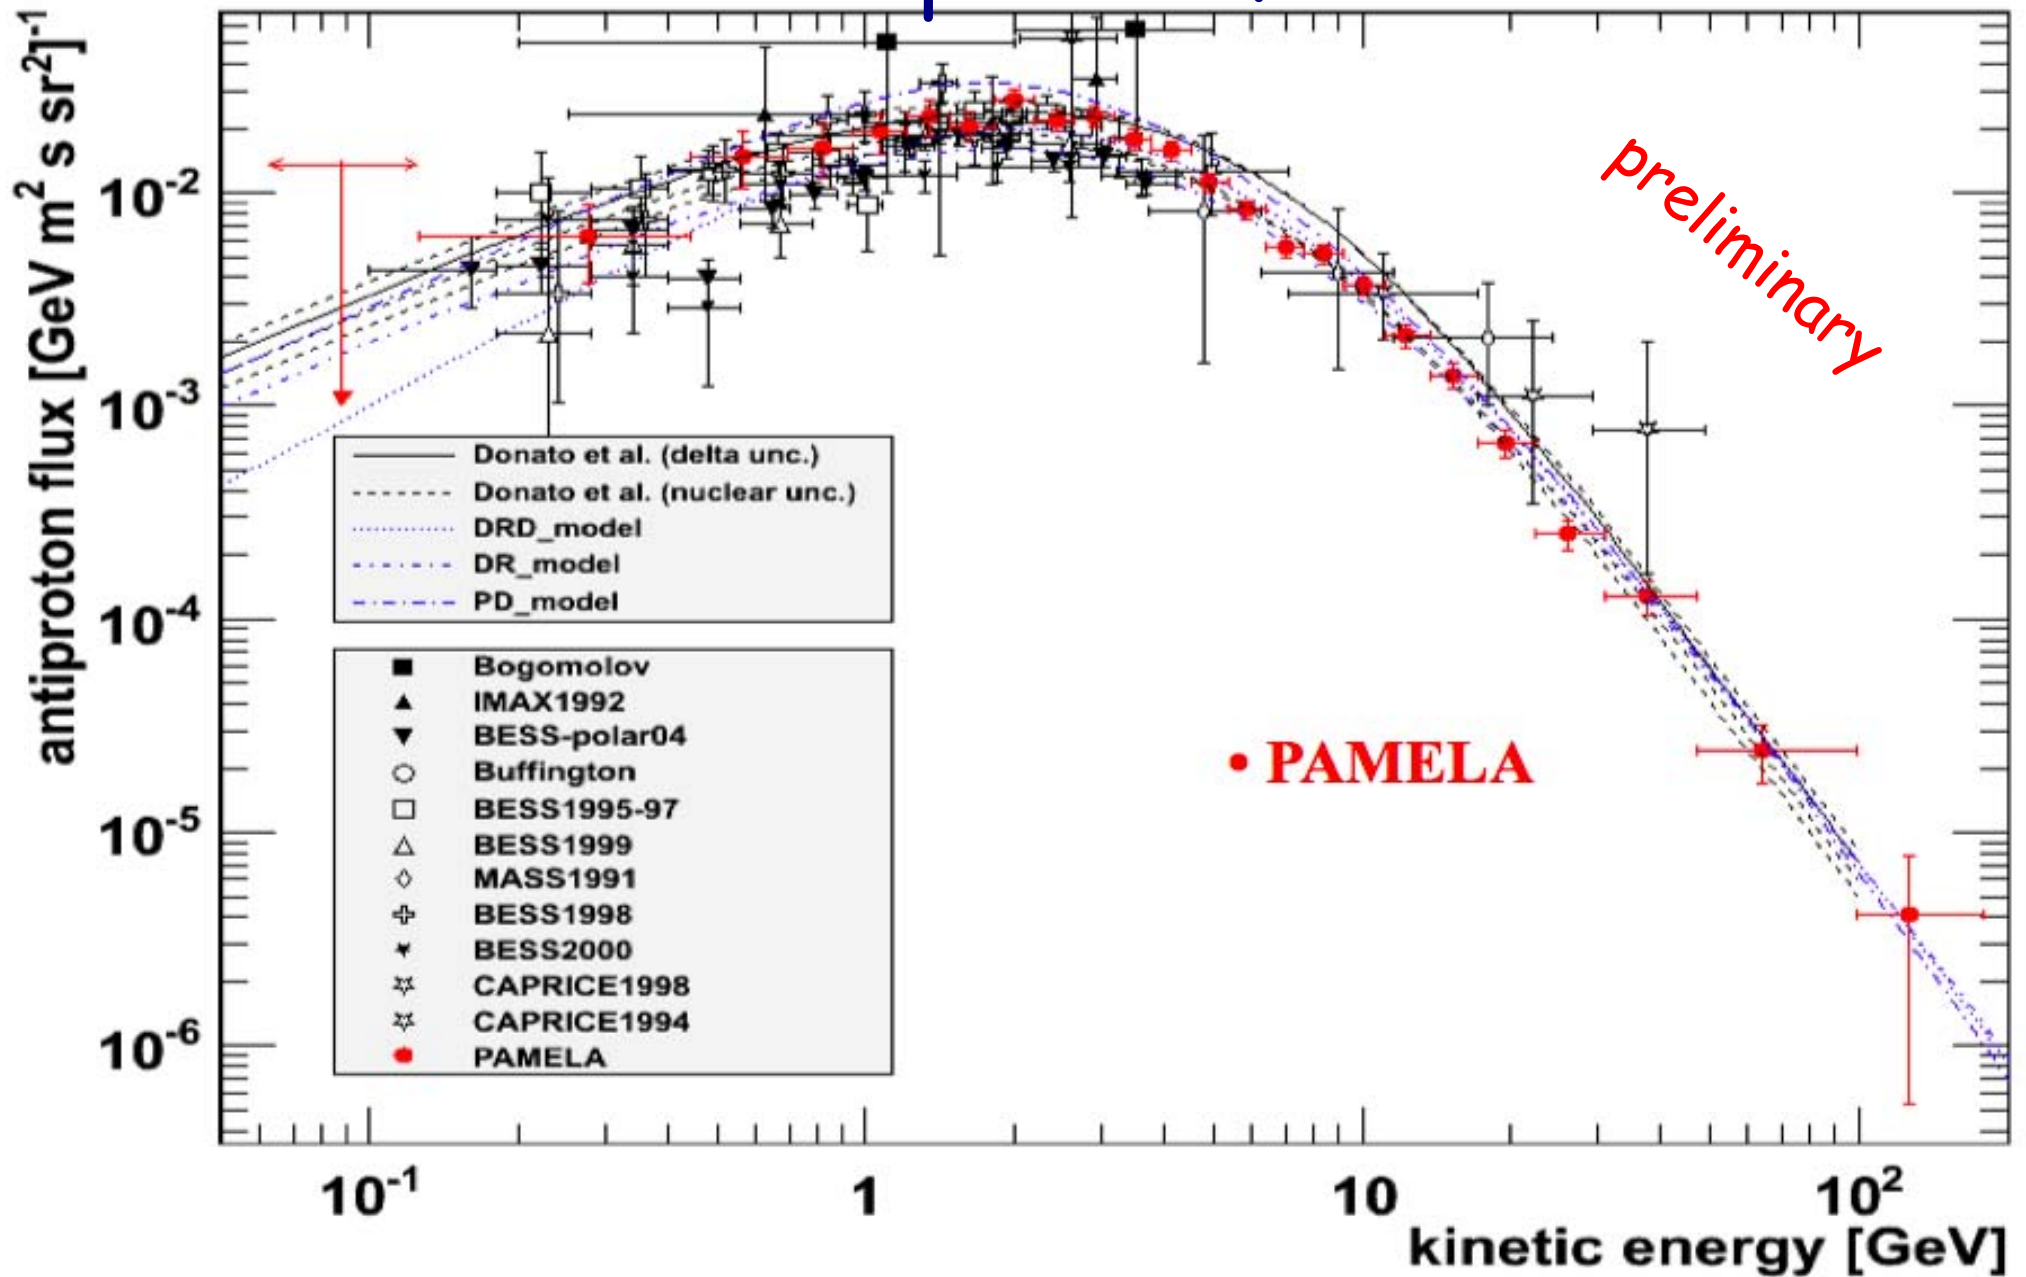 antiproton flux [GeV m² s sr²]⁻¹
10⁻²
10⁻³
10⁻⁴
10⁻⁵
10⁻⁶
preliminary
Donato et al. (delta unc.)
Donato et al. (nuclear unc.)
DRD_model
DR_model
PD_model
Bogomolov
IMAX1992
BESS-polar04
Buffington
BESS1995-97
BESS1999
MASS1991
BESS1998
BESS2000
CAPRICE1998
CAPRICE1994
PAMELA
• PAMELA
10⁻¹ 1 10 10²
kinetic energy [GeV]